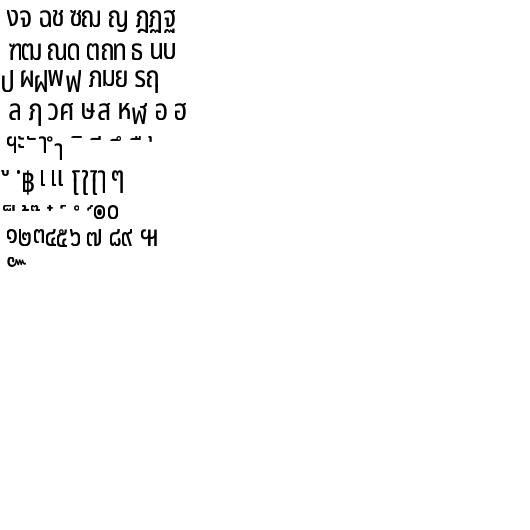 งจ ฉช ซฌ ญ ฎฏฐ
ฑฒ ณด ตถท ธ นบ
ป ผฝพฟ ภมย รฤ
ล ฦ วศ ษส หฬ อ ฮ
ฯะ ั าำ ิ ี ึ ื ุ
ู ฺ ฿ เ แ โใไๅ ๆ
็ ่ ้ ๊ ๋ ์ ํ ๎ ๏๐
๑๒๓๔๕๖ ๗ ๘๙ ๚
๛